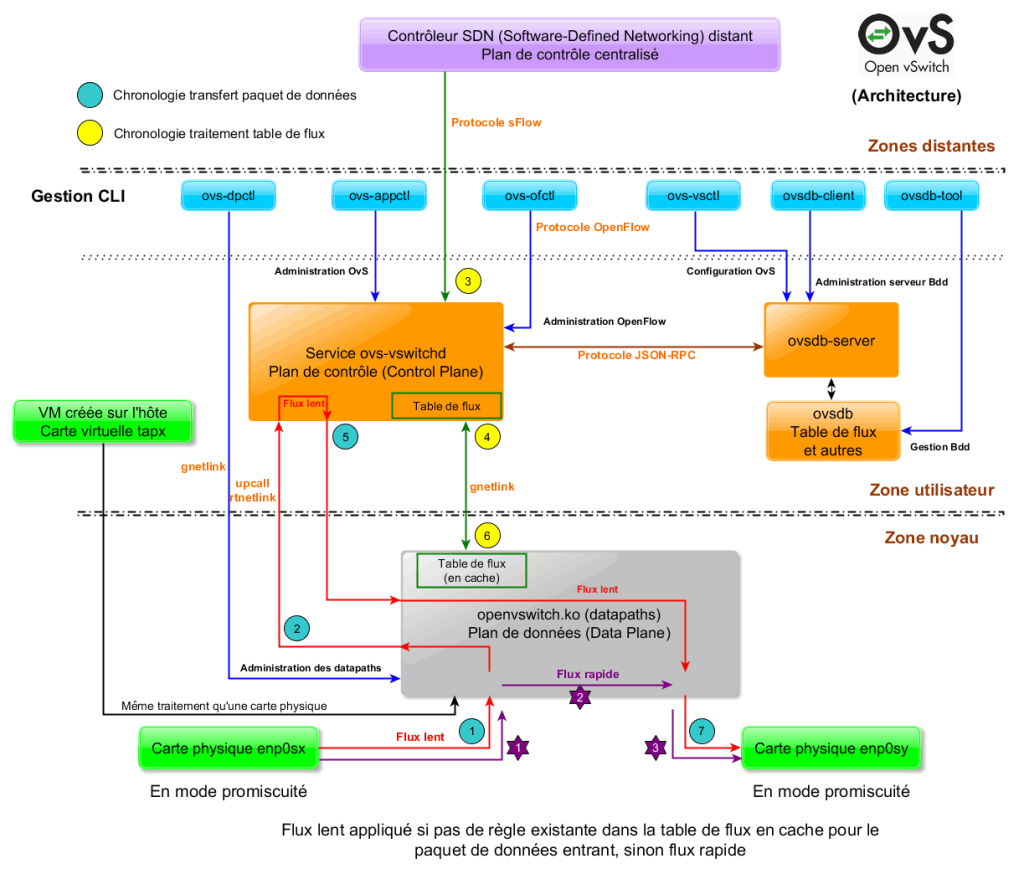 Contrôleur SDN (Software-Defined Networking) distant
Plan de contrôle centralisé
OvS
Open vSwitch
(Architecture)
Chronologie transfert paquet de données
Chronologie traitement table de flux
Protocole sFlow
Zones distantes
Gestion CLI
ovs-dpctl
ovs-appctl
ovs-ofctl
ovs-vsctl
ovsdb-client
ovsdb-tool
Protocole OpenFlow
Administration OvS
3
Configuration OvS
Administration serveur Bdd
Administration OpenFlow
Service ovs-vswitchd
Plan de contrôle (Control Plane)
Protocole JSON-RPC
ovsdb-server
Flux lent
Table de flux
VM créée sur l'hôte
Carte virtuelle tapx
5
4
ovsdb
Table de flux
et autres
Gestion Bdd
gnetlink
upcall
rtnetlink
gnetlink
Zone utilisateur
6
Zone noyau
Table de flux
(en cache)
Flux lent
openvswitch.ko (datapaths)
Plan de données (Data Plane)
2
Administration des datapaths
Flux rapide
2
Même traitement qu'une carte physique
Flux lent
1
1
3
7
Carte physique enp0sx
Carte physique enp0sy
En mode promiscuité
En mode promiscuité
Flux lent appliqué si pas de règle existante dans la table de flux en cache pour le
paquet de données entrant, sinon flux rapide
1
2